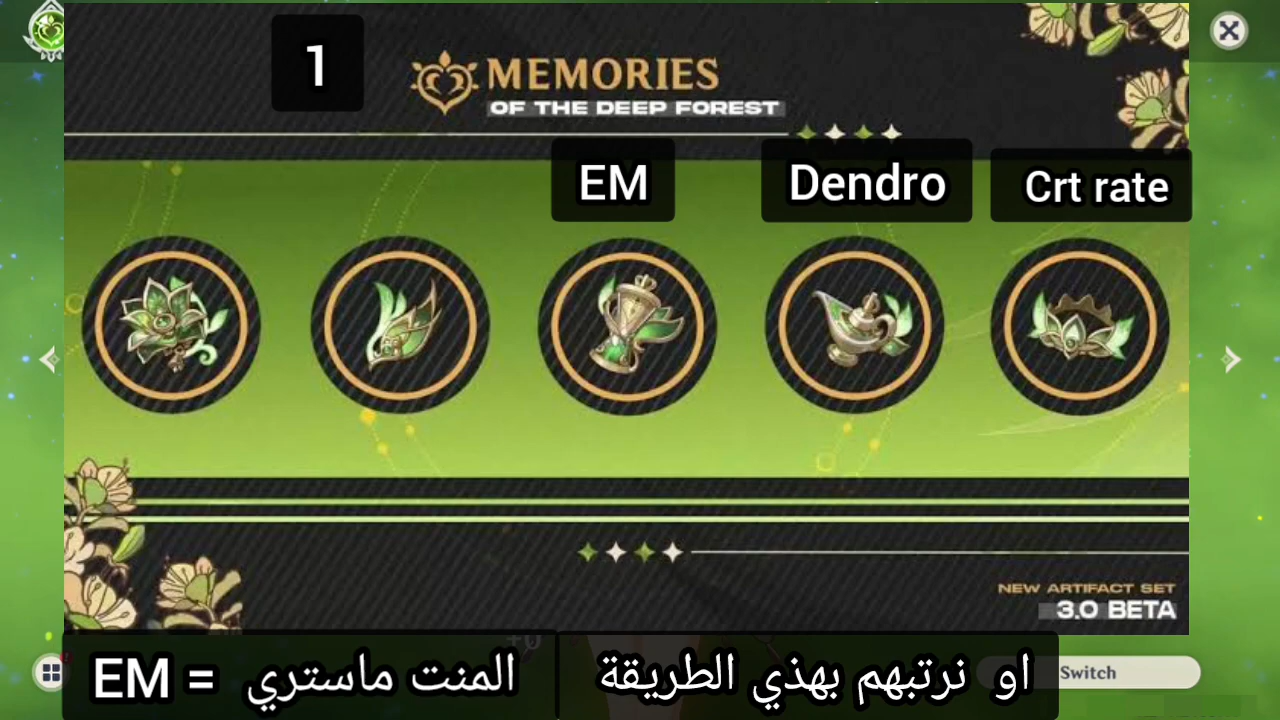 1
MEMORIES
OF THE DEEP FOREST
EM
Dendro
Crt rate
NEW ARTIFACT SET
3.0 BETA
او نرتبهم بهذي الطريقة
EM = المنت ماستري
Switch